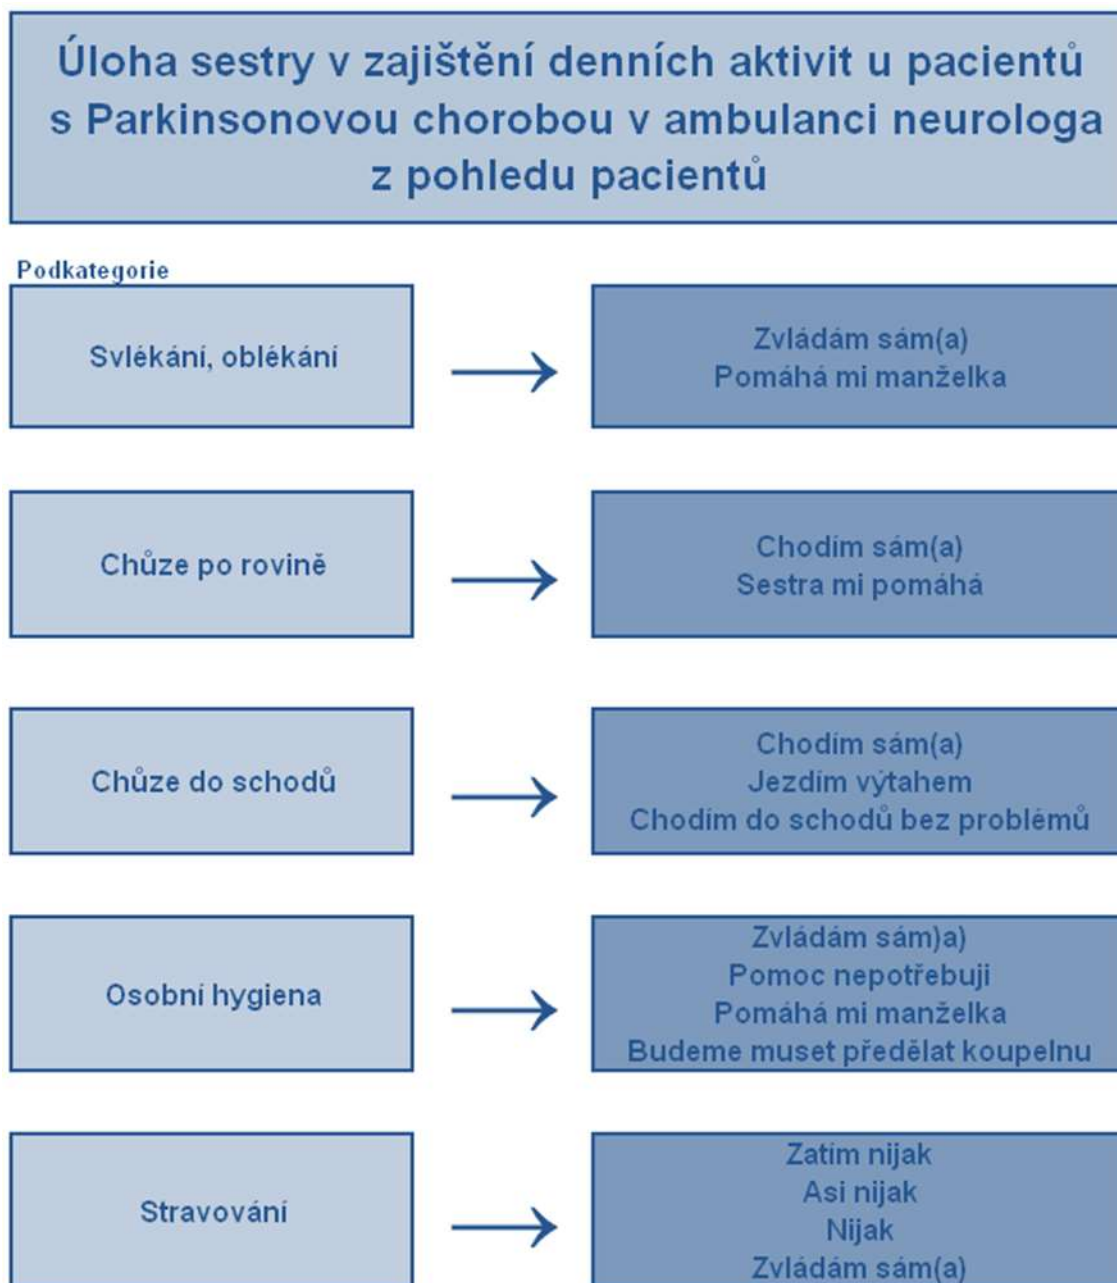 Úloha sestry v zajištění denních aktivit u pacientů
s Parkinsonovou chorobou v ambulanci neurologa
z pohledu pacientů
Podkategorie
Svlékání, oblékání
Zvládám sám(a)
Pomáhá mi manželka
Chůze po rovině
Chodím sám(a)
Sestra mi pomáhá
Chůze do schodů
Chodím sám(a)
Jezdím výtahem
Chodím do schodů bez problémů
Osobní hygiena
Zvládám sám)a)
Pomoc nepotřebuji
Pomáhá mi manželka
Budeme muset předělat koupelnu
Stravování
Zatím nijak
Asi nijak
Nijak
Zvládám sám(a)